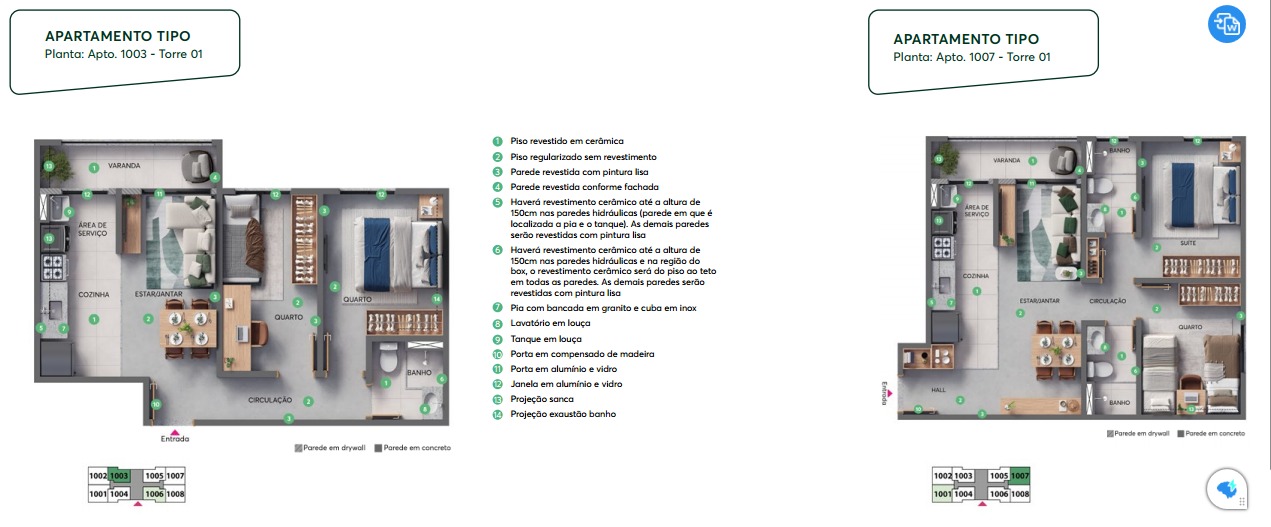 APARTAMENTO TIPO
Planta: Apto. 1003 - Torre 01
VARANDA
ÁREA DE
SERVIÇO
COZINHA
ESTAR/JANTAR
QUARTO
QUARTO
BANHO
CIRCULAÇÃO
Entrada
Parede em drywall
Parede em concreto
1002 1003 1005 1007
1001 1004 1006 1008
1 Piso revestido em cerâmica
2 Piso regularizado sem revestimento
3 Parede revestida com pintura lisa
4 Parede revestida conforme fachada
5 Haverá revestimento cerâmico até a altura de
150cm nas paredes hidráulicas (parede em que é
localizada a pia e o tanque). As demais paredes
serão revestidas com pintura lisa
6 Haverá revestimento cerâmico até a altura de
150cm nas paredes hidráulicas e na região do
box, o revestimento cerâmico será do piso ao teto
em todas as paredes. As demais paredes serão
revestidas com pintura lisa
7 Pia com bancada em granito e cuba em inox
8 Lavatório em louça
9 Tanque em louça
10 Porta em compensado de madeira
11 Porta em alumínio e vidro
12 Janela em alumínio e vidro
13 Projeção sanca
14 Projeção exaustão banho
APARTAMENTO TIPO
Planta: Apto. 1007 - Torre 01
W
BANHO
VARANDA
ÁREA DE
SERVIÇO
SUÍTE
COZINHA
ESTAR/JANTAR
CIRCULAÇÃO
QUARTO
HALL
BANHO
Entrada
Parede em drywall
Parede em concreto
1002 1003 1005 1007
1001 1004 1006 1008